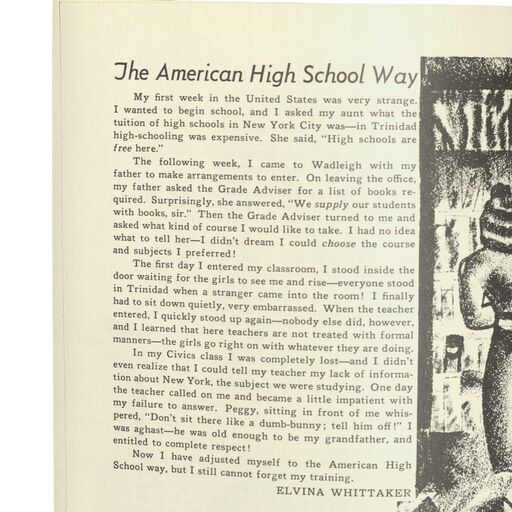 The American High School Way
My first week in the United States was very strange.
I wanted to begin school, and I asked my aunt what the
tuition of high schools in New York City was—in Trinidad
high-schooling was expensive. She said, "High schools are
free here."
The following week, I came to Wadleigh with my
father to make arrangements to enter. On leaving the office,
my father asked the Grade Adviser for a list of books re-
quired. Surprisingly, she answered, "We supply our students
with books, sir." Then the Grade Adviser turned to me and
asked what kind of course I would like to take. I had no idea
what to tell her—I didn't dream I could choose the course
and subjects I preferred!
The first day I entered my classroom, I stood inside the
door waiting for the girls to see me and rise—everyone stood
in Trinidad when a stranger came into the room! I finally
had to sit down quietly, very embarrassed. When the teacher
entered, I quickly stood up again—nobody else did, however,
and I learned that here teachers are not treated with formal
manners—the girls go right on with whatever they are doing.
In my Civics class I was completely lost—and I didn't
even realize that I could tell my teacher my lack of informa-
tion about New York, the subject we were studying. One day
the teacher called on me and became a little impatient with
my failure to answer. Peggy, sitting in front of me whis-
pered, "Don't sit there like a dumb-bunny; tell him off!" I
was aghast—he was old enough to be my grandfather, and
entitled to complete respect!
Now I have adjusted myself to the American High
School way, but I still cannot forget my training.
ELVINA WHITTAKER